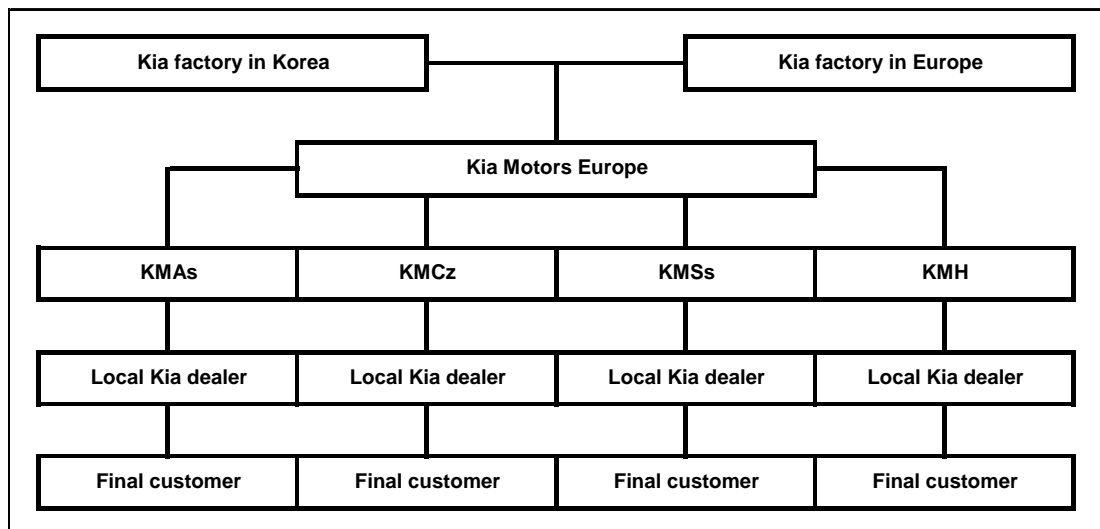 Kia factory in Korea
Kia factory in Europe
Kia Motors Europe
KMAs
KMCz
KMSs
KMH
Local Kia dealer
Local Kia dealer
Local Kia dealer
Local Kia dealer
Final customer
Final customer
Final customer
Final customer